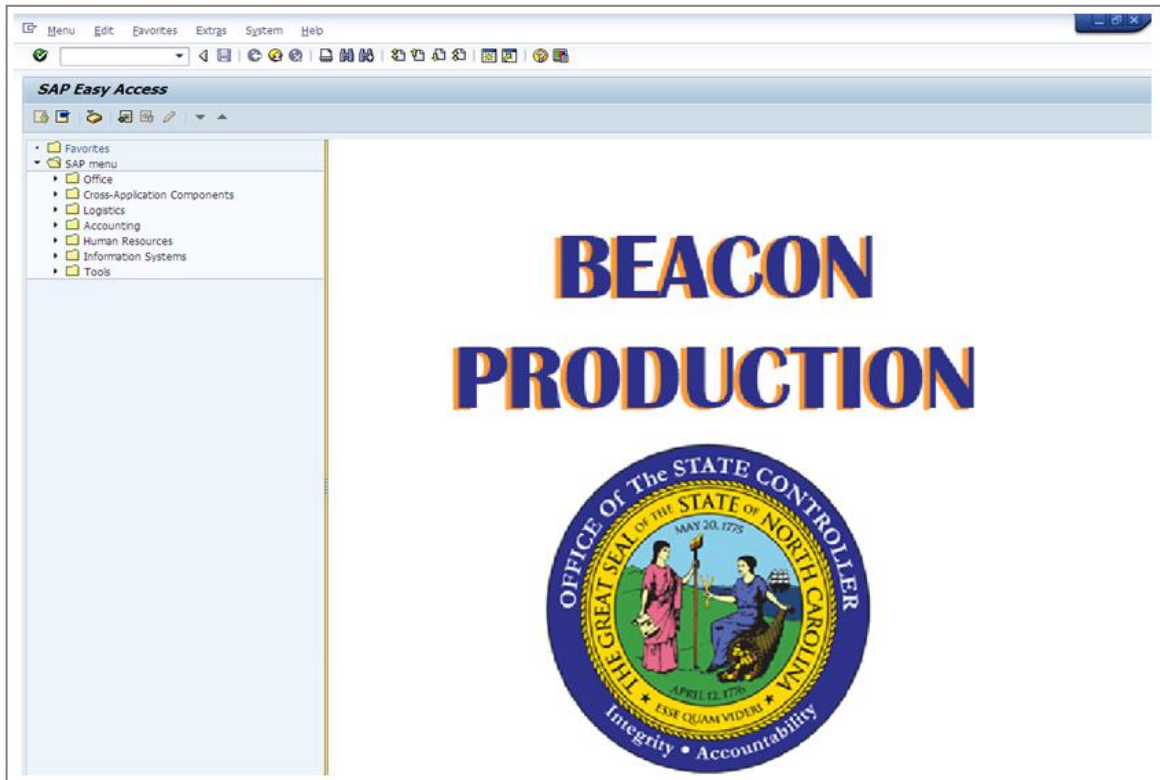 Menu Edit Favorites Extras System Help
SAP Easy Access
Favorites
SAP menu
Office
Cross-Application Components
Logistics
Accounting
Human Resources
Information Systems
Tools
BEACON
PRODUCTION
OFFICE Of The STATE CONTROLLER
THE GREAT SEAL OF THE STATE OF NORTH CAROLINA
MAY 20, 1775
APRIL 12, 1776
ESSE QUAM VIDERI
Integrity • Accountability